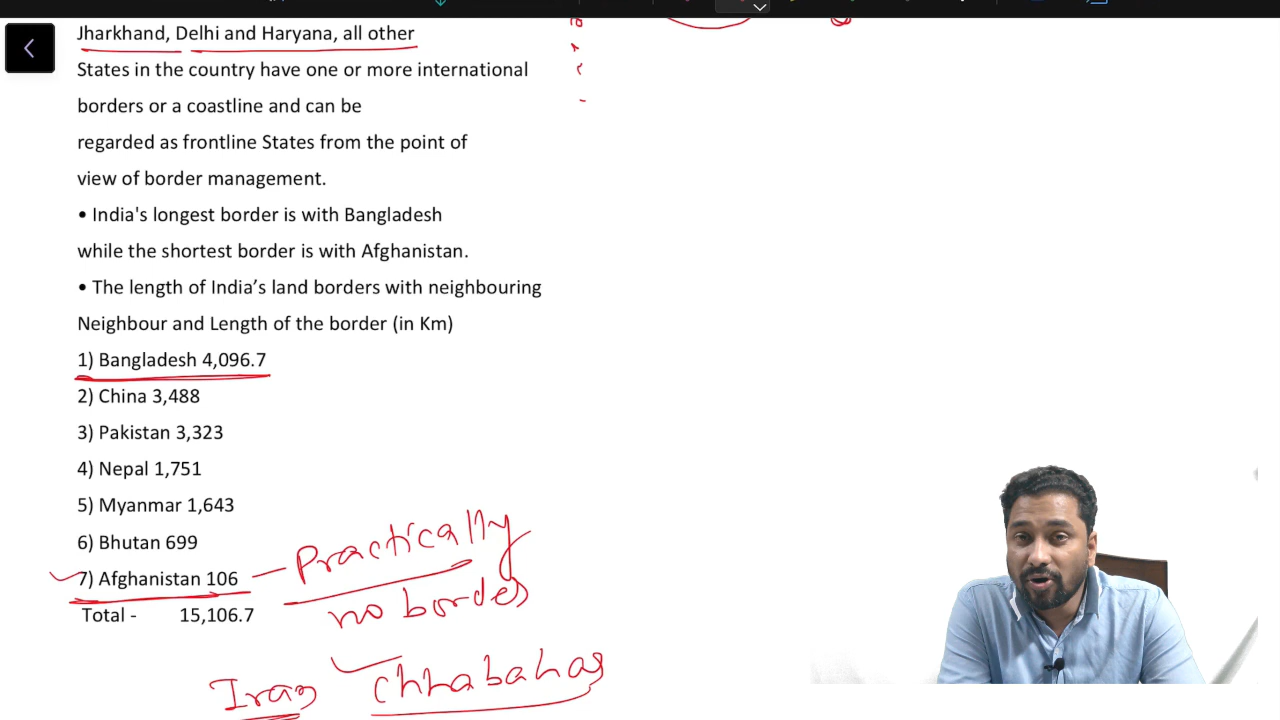 Jharkhand, Delhi and Haryana, all other
States in the country have one or more international
borders or a coastline and can be
regarded as frontline States from the point of
view of border management.
• India's longest border is with Bangladesh
while the shortest border is with Afghanistan.
• The length of India’s land borders with neighbouring
Neighbour and Length of the border (in Km)
1) Bangladesh 4,096.7
2) China 3,488
3) Pakistan 3,323
4) Nepal 1,751
5) Myanmar 1,643
6) Bhutan 699
7) Afghanistan 106 — Practically
no border
Total - 15,106.7
Chhabahar